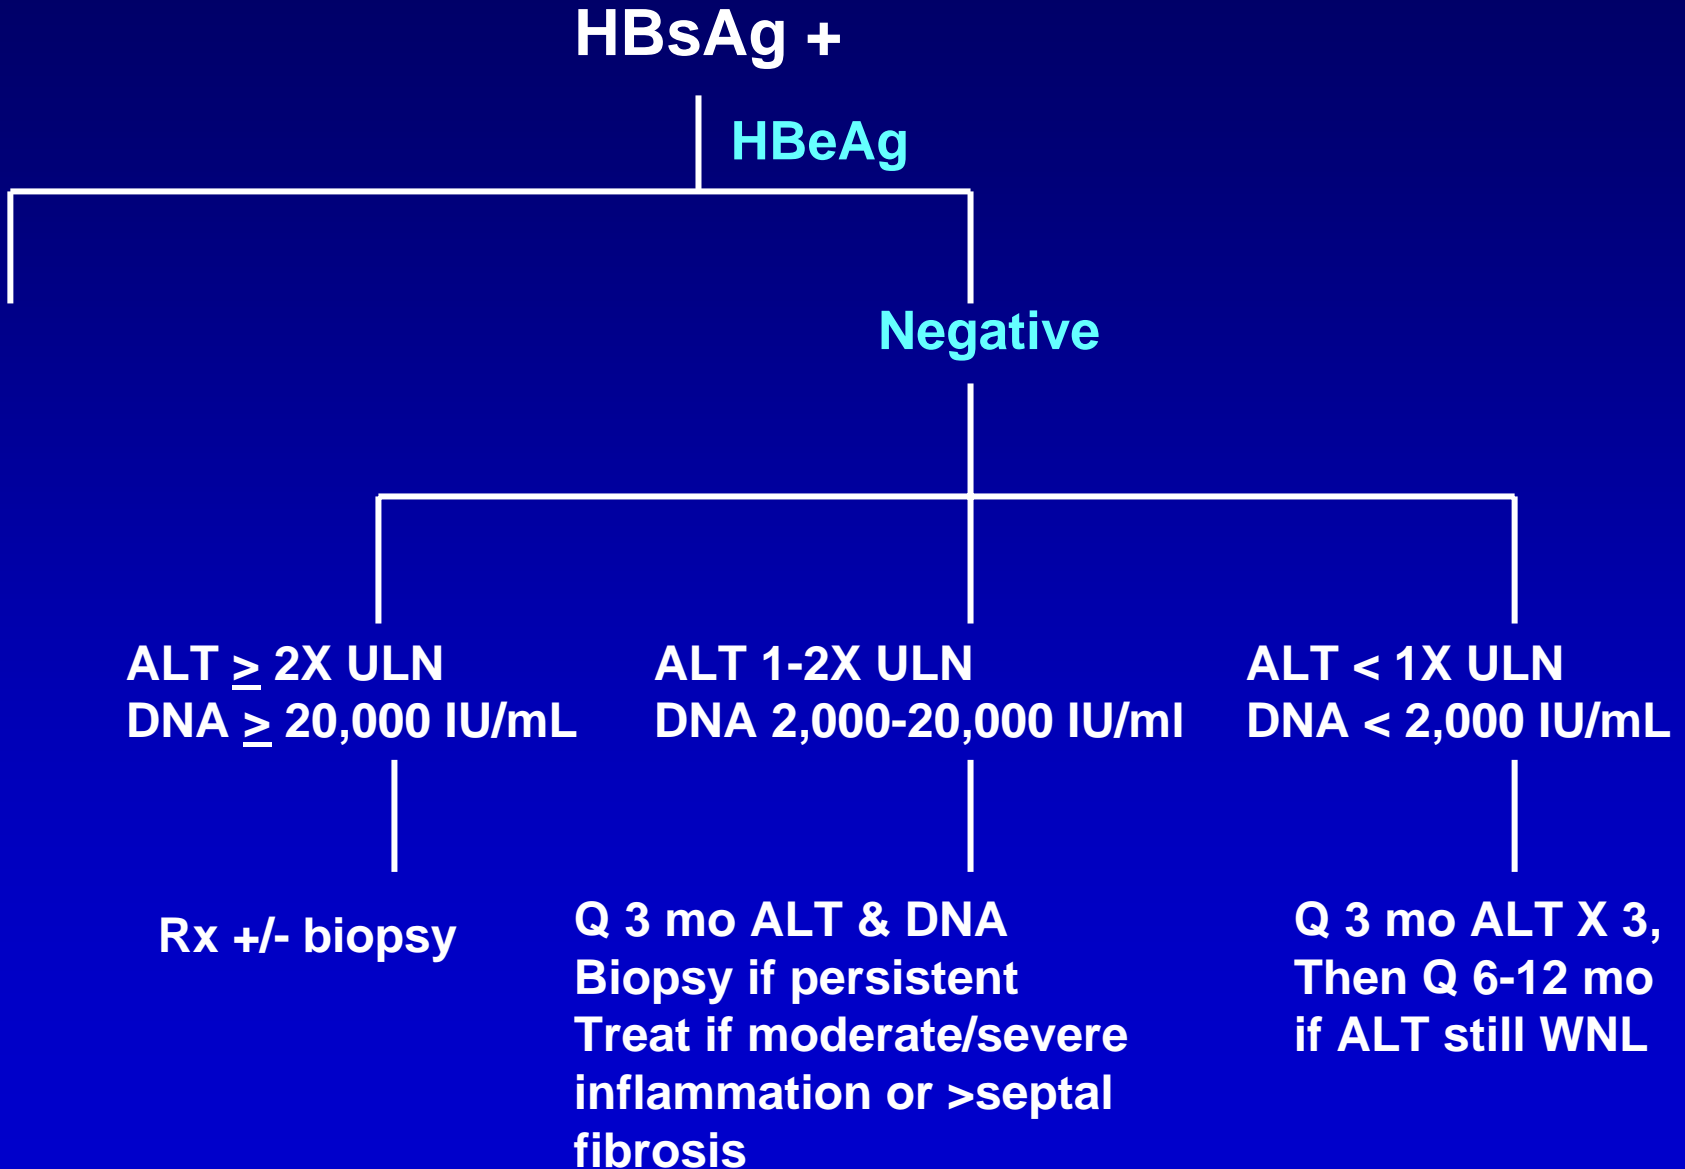 HBsAg +
HBeAg
Negative
ALT ≥ 2X ULN
DNA ≥ 20,000 IU/mL
Rx +/- biopsy
ALT 1-2X ULN
DNA 2,000-20,000 IU/ml
Q 3 mo ALT & DNA
Biopsy if persistent
Treat if moderate/severe
inflammation or >septal
fibrosis
ALT < 1X ULN
DNA < 2,000 IU/mL
Q 3 mo ALT X 3,
Then Q 6-12 mo
if ALT still WNL